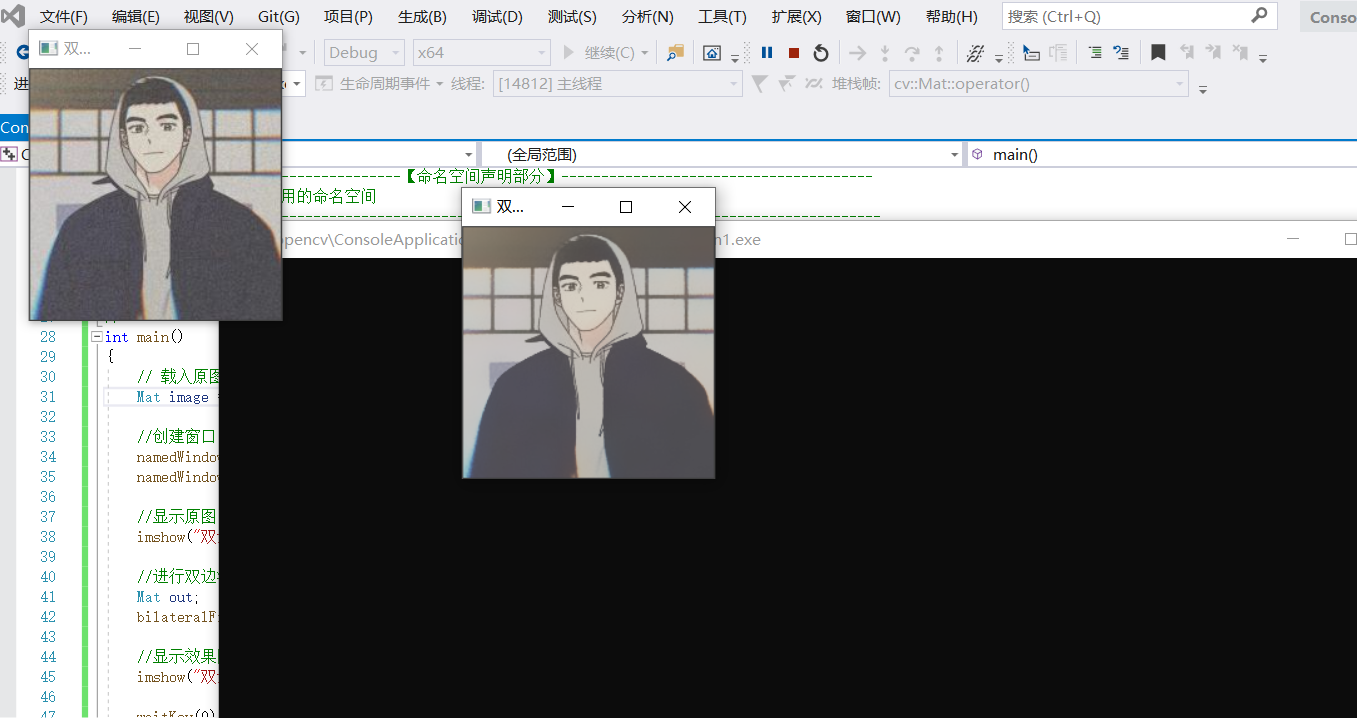 文件(F) 编辑(E) 视图(V) Git(G) 项目(P) 生成(B) 调试(D) 测试(S) 分析(N) 工具(T) 扩展(X) 窗口(W) 帮助(H) 搜索 (Ctrl+Q) Conso
双...
Debug x64 继续(C)
进 生命周期事件 线程: [14812] 主线程 堆栈帧: cv::Mat::operator()
Con
(全局范围) main()
---------------【命名空间声明部分】---------------------------------------
用的命名空间
双...
opencv\ConsoleApplicatio n1.exe
28 int main()
29 {
30 // 载入原图
31 Mat image
32
33 //创建窗口
34 namedWindow
35 namedWindow
36
37 //显示原图
38 imshow("双
39
40 //进行双边
41 Mat out;
42 bilateralF
43
44 //显示效果
45 imshow("双
46
47 waitKey(0)